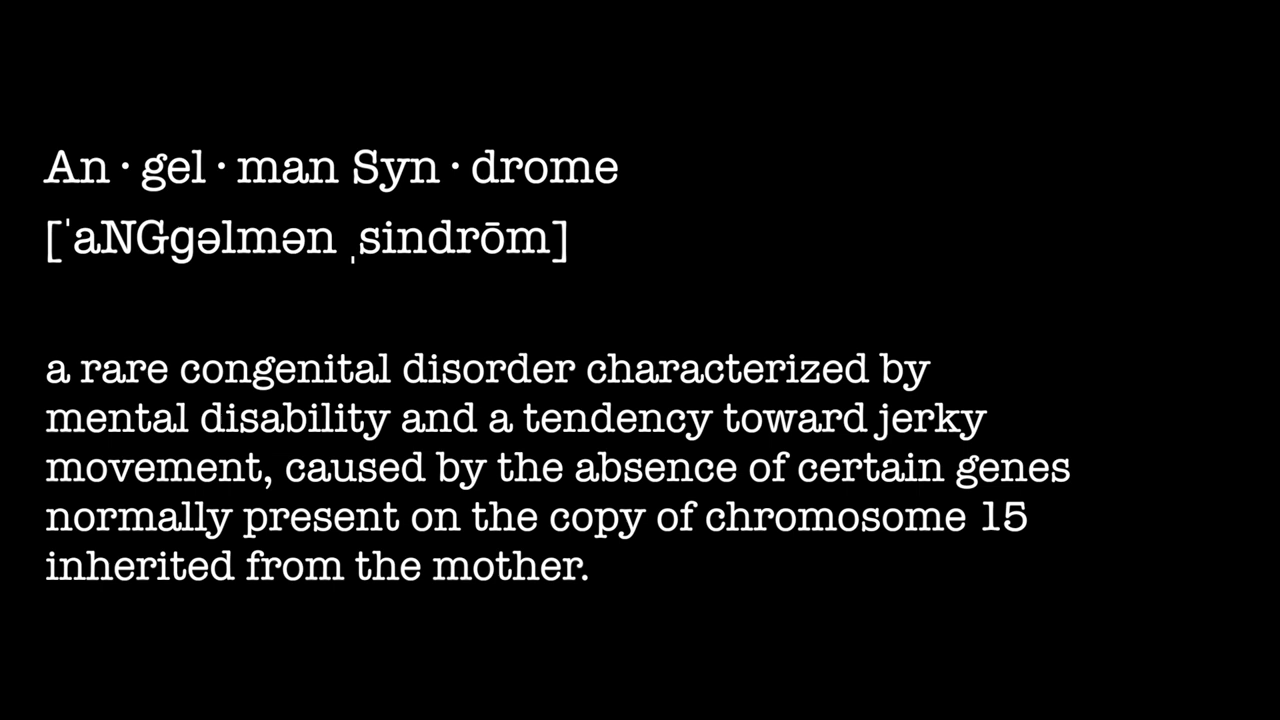 An·gel·man Syn·drome
[ˈaNGgəlmən ˌsindrōm]
a rare congenital disorder characterized by
mental disability and a tendency toward jerky
movement, caused by the absence of certain genes
normally present on the copy of chromosome 15
inherited from the mother.